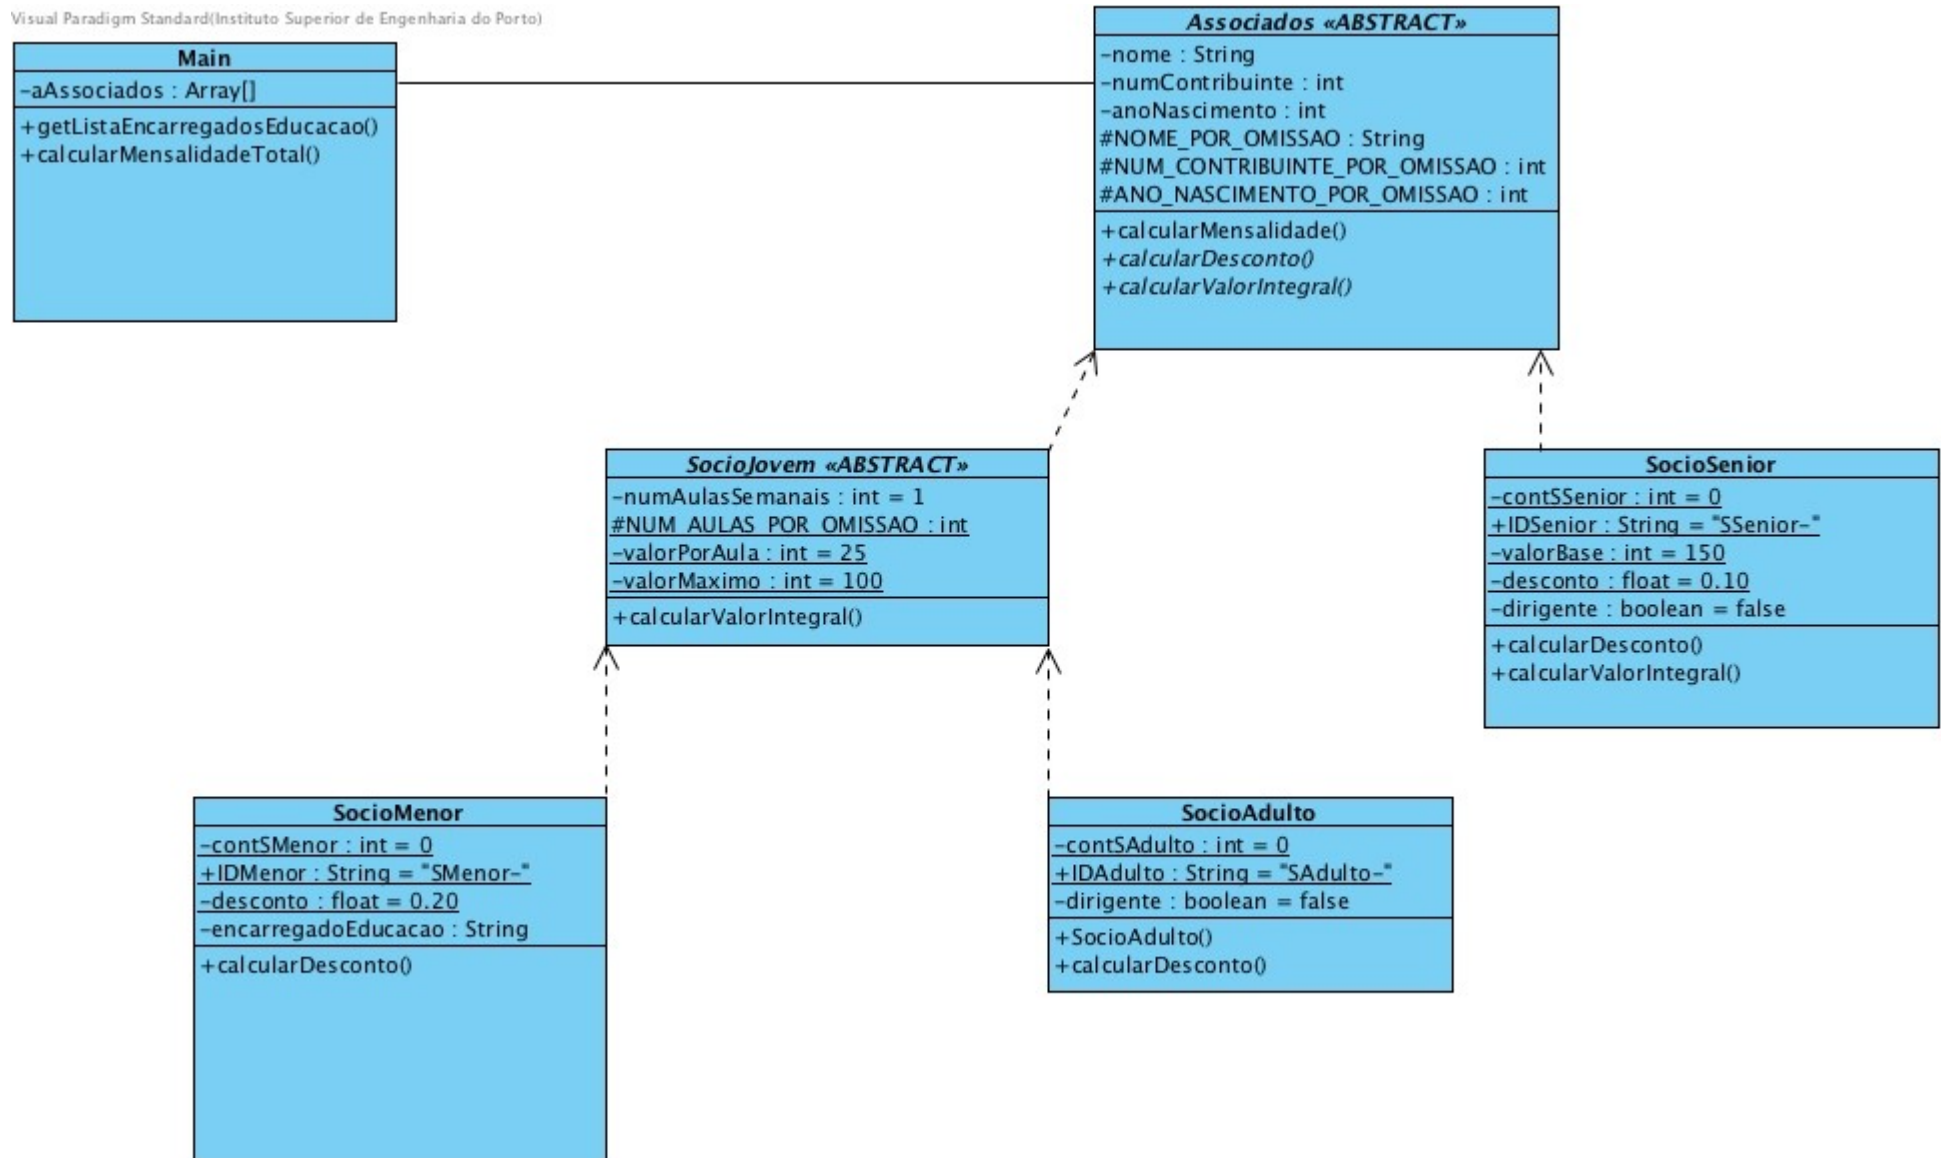 Visual Paradigm Standard(Instituto Superior de Engenharia do Porto)
Main
-aAssociados : Array[]
+getListaEncarregadosEducacao()
+calcularMensalidadeTotal()
Associados «ABSTRACT»
-nome : String
-numContribuinte : int
-anoNascimento : int
#NOME_POR_OMISSAO : String
#NUM_CONTRIBUINTE_POR_OMISSAO : int
#ANO_NASCIMENTO_POR_OMISSAO : int
+calcularMensalidade()
+calcularDesconto()
+calcularValorIntegral()
SocioJovem «ABSTRACT»
-numAulasSemanais : int = 1
#NUM_AULAS_POR_OMISSAO : int
-valorPorAula : int = 25
-valorMaximo : int = 100
+calcularValorIntegral()
SocioSenior
-contSSenior : int = 0
+IDSenior : String = "SSenior-"
-valorBase : int = 150
-desconto : float = 0.10
-dirigente : boolean = false
+calcularDesconto()
+calcularValorIntegral()
SocioMenor
-contSMenor : int = 0
+IDMenor : String = "SMenor-"
-desconto : float = 0.20
-encarregadoEducacao : String
+calcularDesconto()
SocioAdulto
-contSAdulto : int = 0
+IDAdulto : String = "SAdulto-"
-dirigente : boolean = false
+SocioAdulto()
+calcularDesconto()